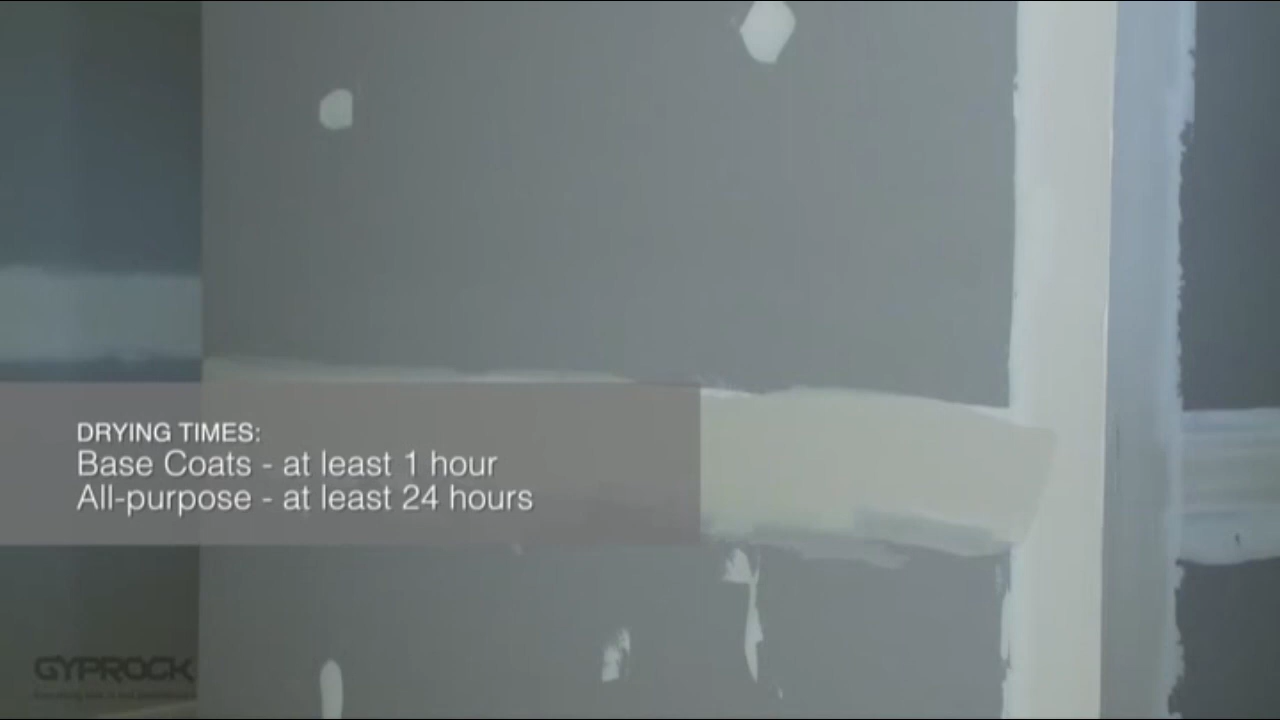 DRYING TIMES:
Base Coats - at least 1 hour
All-purpose - at least 24 hours
GYPROCK